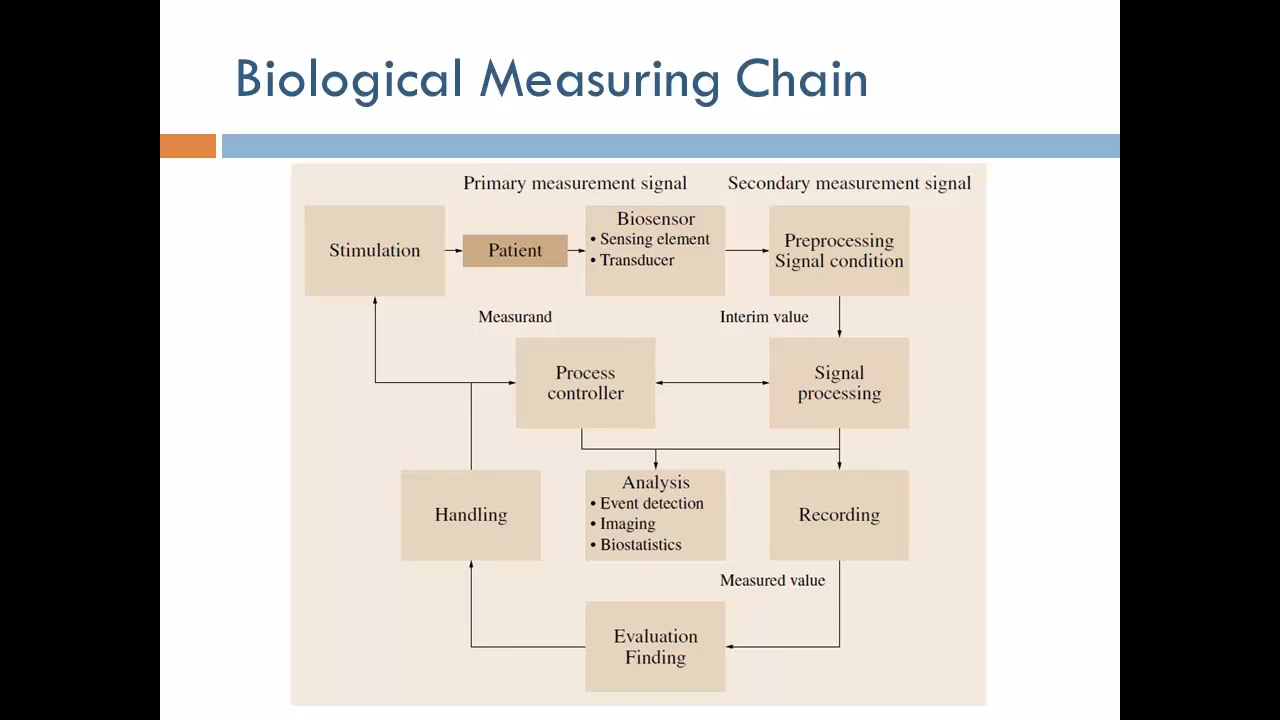 Biological Measuring Chain
Primary measurement signal
Secondary measurement signal
Stimulation
Patient
Biosensor
• Sensing element
• Transducer
Preprocessing
Signal condition
Measurand
Interim value
Process
controller
Signal
processing
Handling
Analysis
• Event detection
• Imaging
• Biostatistics
Recording
Measured value
Evaluation
Finding